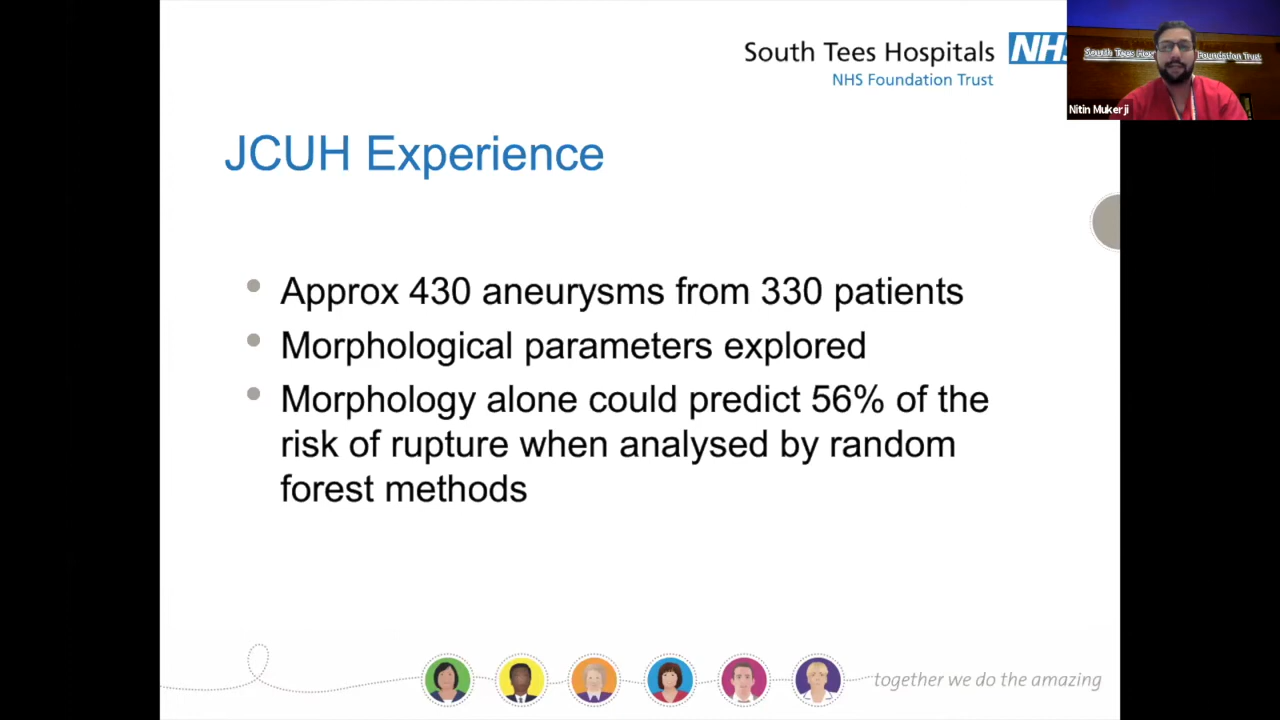 South Tees Hospitals NHS
NHS Foundation Trust
South Tees Hos
Foundation Trust
Nitin Mukerji
JCUH Experience
Approx 430 aneurysms from 330 patients
Morphological parameters explored
Morphology alone could predict 56% of the
risk of rupture when analysed by random
forest methods
together we do the amazing